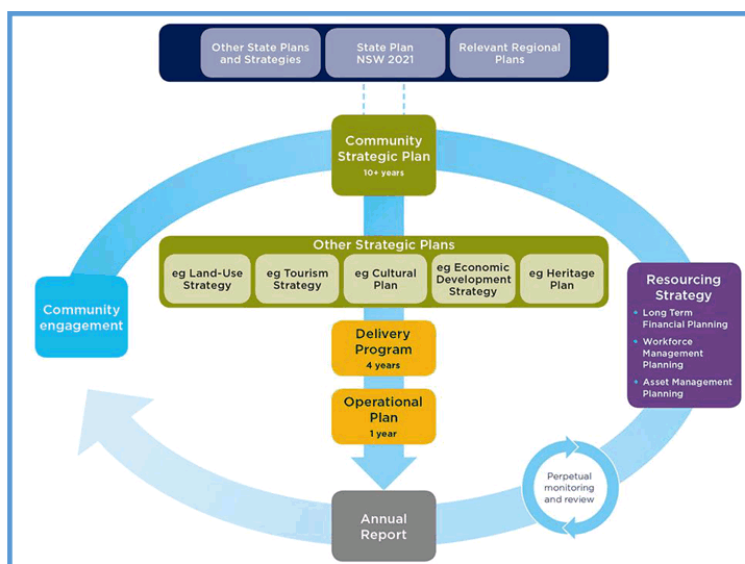 Other State Plans
and Strategies
State Plan
NSW 2021
Relevant Regional
Plans
Community
Strategic Plan
10+ years
Other Strategic Plans
eg Land-Use
Strategy
eg Tourism
Strategy
eg Cultural
Plan
eg Economic
Development
Strategy
eg Heritage
Plan
Community
engagement
Resourcing
Strategy
• Long Term
Financial Planning
• Workforce
Management
Planning
• Asset Management
Planning
Delivery
Program
4 years
Operational
Plan
1 year
Perpetual
monitoring
and review
Annual
Report